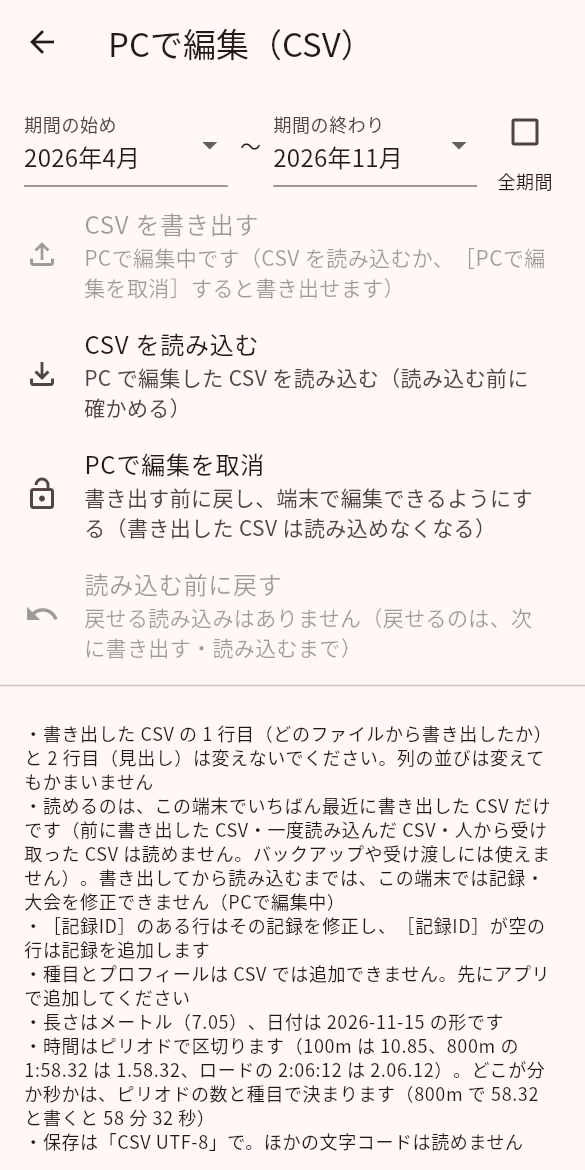 PCで編集（CSV）
期間の始め
2026年4月
～
期間の終わり
2026年11月
全期間
CSV を書き出す
PCで編集中です（CSV を読み込むか、［PCで編
集を取消］すると書き出せます）
CSV を読み込む
PC で編集した CSV を読み込む（読み込む前に
確かめる）
PCで編集を取消
書き出す前に戻し、端末で編集できるようにす
る（書き出した CSV は読み込めなくなる）
読み込む前に戻す
戻せる読み込みはありません（戻せるのは、次
に書き出す・読み込むまで）
・書き出した CSV の 1 行目（どのファイルから書き出したか）
と 2 行目（見出し）は変えないでください。列の並びは変えて
もかまいません
・読めるのは、この端末でいちばん最近に書き出した CSV だけ
です（前に書き出した CSV・一度読み込んだ CSV・人から受け
取った CSV は読めません。バックアップや受け渡しには使えま
せん）。書き出してから読み込むまでは、この端末では記録・
大会を修正できません（PCで編集中）
・［記録ID］のある行はその記録を修正し、［記録ID］が空の
行は記録を追加します
・種目とプロフィールは CSV では追加できません。先にアプリ
で追加してください
・長さはメートル（7.05）、日付は 2026-11-15 の形です
・時間はピリオドで区切ります（100m は 10.85、800m の
1:58.32 は 1.58.32、ロードの 2:06:12 は 2.06.12）。どこが分
か秒かは、ピリオドの数と種目で決まります（800m で 58.32
と書くと 58 分 32 秒）
・保存は「CSV UTF-8」で。ほかの文字コードは読めません